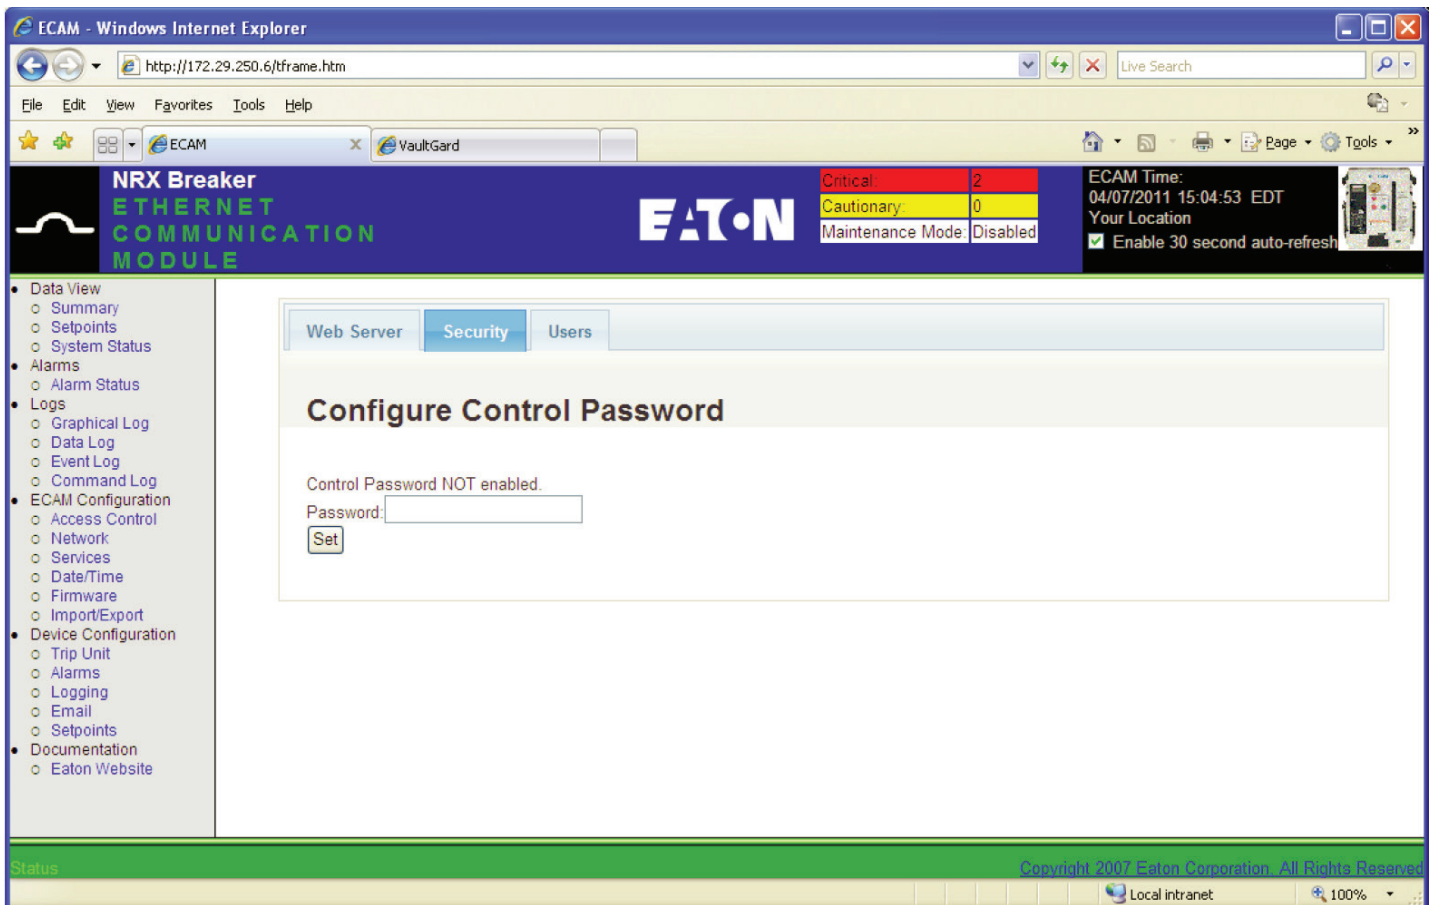 ECAM - Windows Internet Explorer
http://172.29.250.6/tframe.htm
Live Search
File Edit View Favorites Tools Help
ECAM
VaultGard
Page
Tools
NRX Breaker
ETHERNET
COMMUNICATION
MODULE
EATON
Critical: 2
Cautionary: 0
Maintenance Mode: Disabled
ECAM Time:
04/07/2011 15:04:53 EDT
Your Location
Enable 30 second auto-refresh
Data View
Summary
Setpoints
System Status
Alarms
Alarm Status
Logs
Graphical Log
Data Log
Event Log
Command Log
ECAM Configuration
Access Control
Network
Services
Date/Time
Firmware
Import/Export
Device Configuration
Trip Unit
Alarms
Logging
Email
Setpoints
Documentation
Eaton Website
Web Server Security Users
Configure Control Password
Control Password NOT enabled.
Password:
Set
Status
Copyright 2007 Eaton Corporation. All Rights Reserved
Local intranet
100%